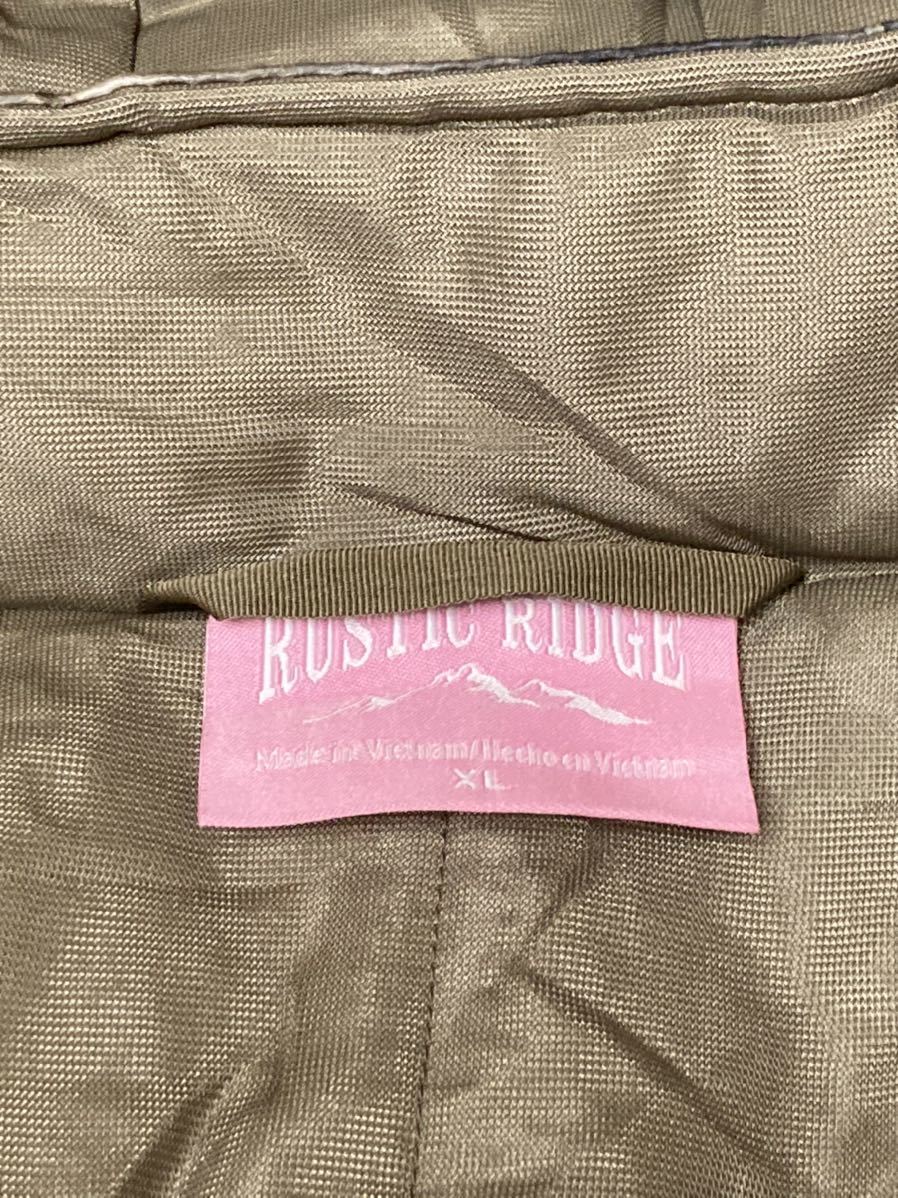 RUSTIC RIDGE
Made in Vietnam/Hecho en Vietnam
XL